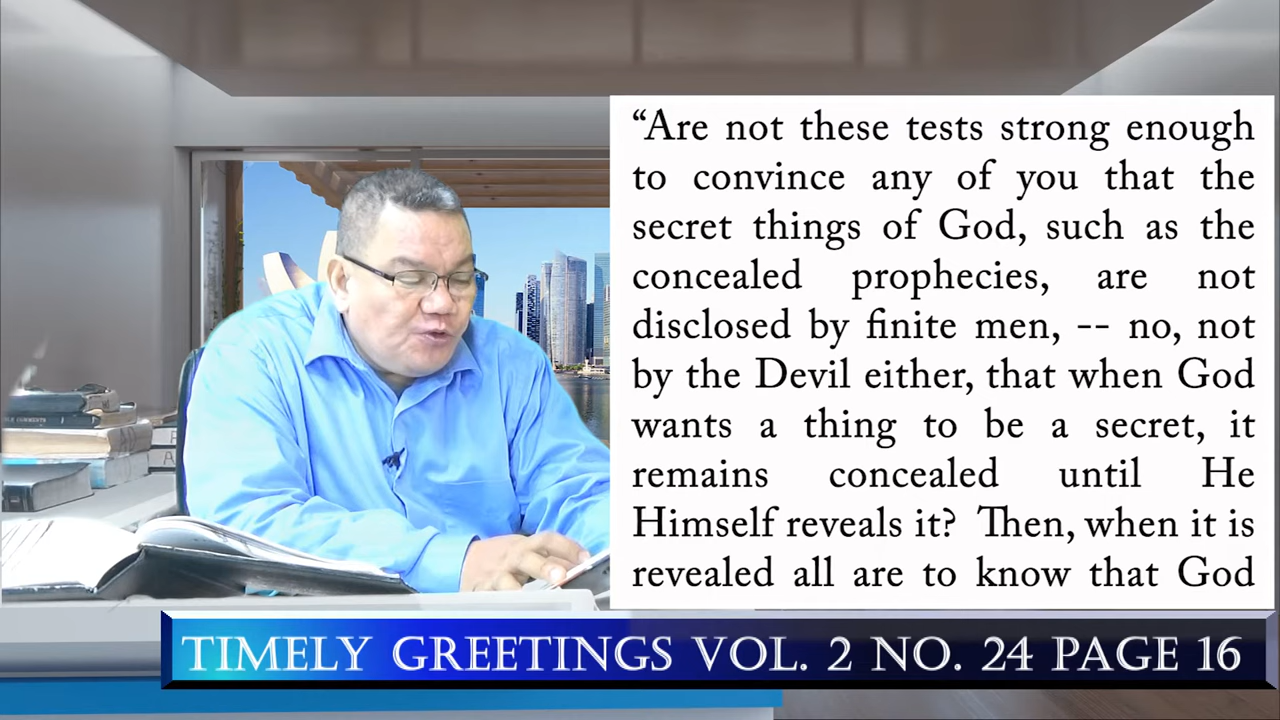 “Are not these tests strong enough
to convince any of you that the
secret things of God, such as the
concealed prophecies, are not
disclosed by finite men, -- no, not
by the Devil either, that when God
wants a thing to be a secret, it
remains concealed until He
Himself reveals it? Then, when it is
revealed all are to know that God
TIMELY GREETINGS VOL. 2 NO. 24 PAGE 16